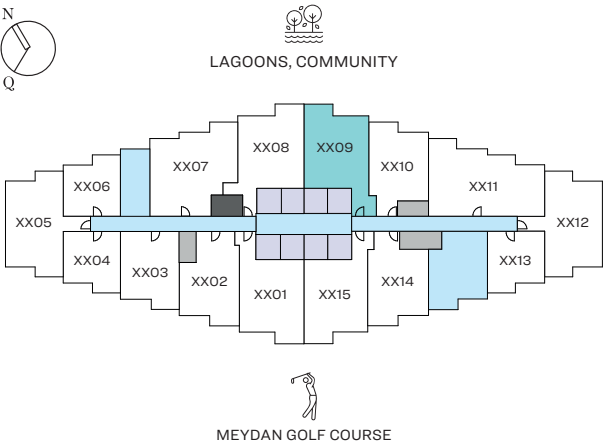 N
Q
LAGOONS, COMMUNITY
XX08
XX09
XX07
XX10
XX06
XX11
XX05
XX12
XX04
XX03
XX02
XX01
XX15
XX14
XX13
MEYDAN GOLF COURSE